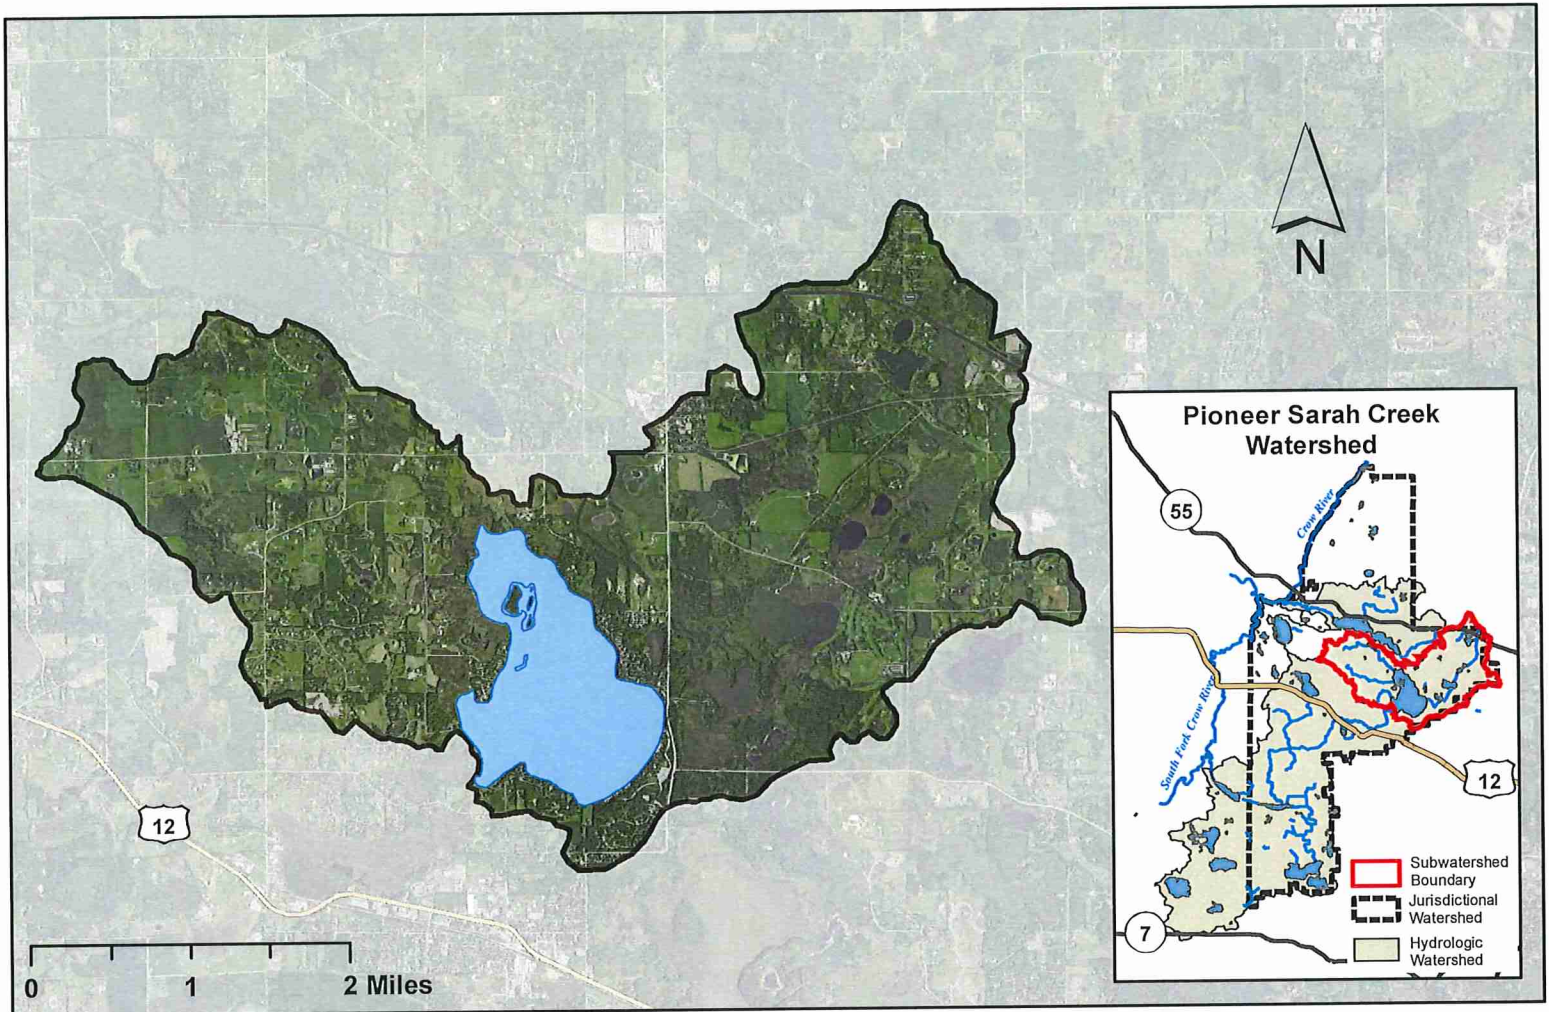 N
12
0
1
2 Miles
Pioneer Sarah Creek
Watershed
55
Crow River
South Fork Crow River
12
7
Subwatershed
Boundary
Jurisdictional
Watershed
Hydrologic
Watershed